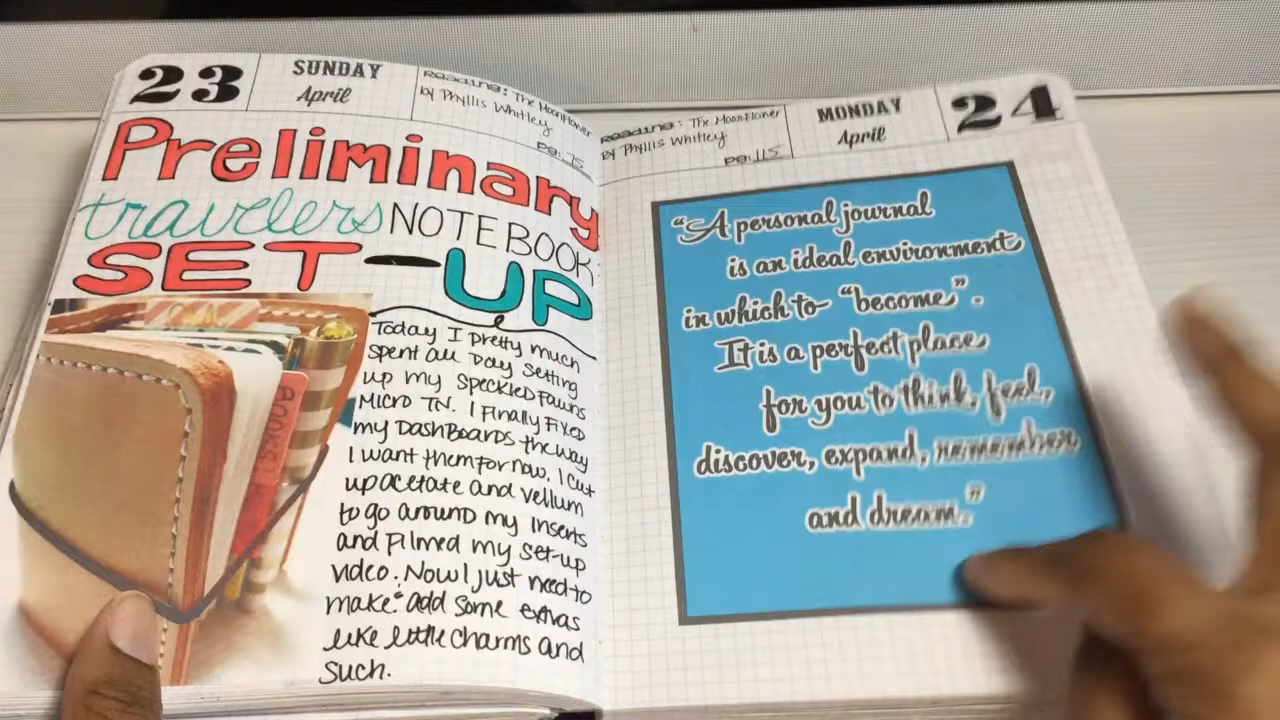 23
SUNDAY
April
Reading: The Moonflower
by Phyllis Whitley
pg: 75
Preliminary
travelers NOTEBOOK
SET-UP
Today I pretty much
spent all Day setting
up my speckled Fawns
Micro TN. I Finally Fixed
my DashBoards the way
I want them for now. I cut
up acetate and vellum
to go around my inserts
and filmed my set-up
video. Now I just need to
make & add some extras
like little charms and
such.
BOOKS
Reading: The Moonflower
by Phyllis Whitley
pg: 115
MONDAY
April
24
"A personal journal
is an ideal environment
in which to "become".
It is a perfect place
for you to think, feel,
discover, expand, remember
and dream."